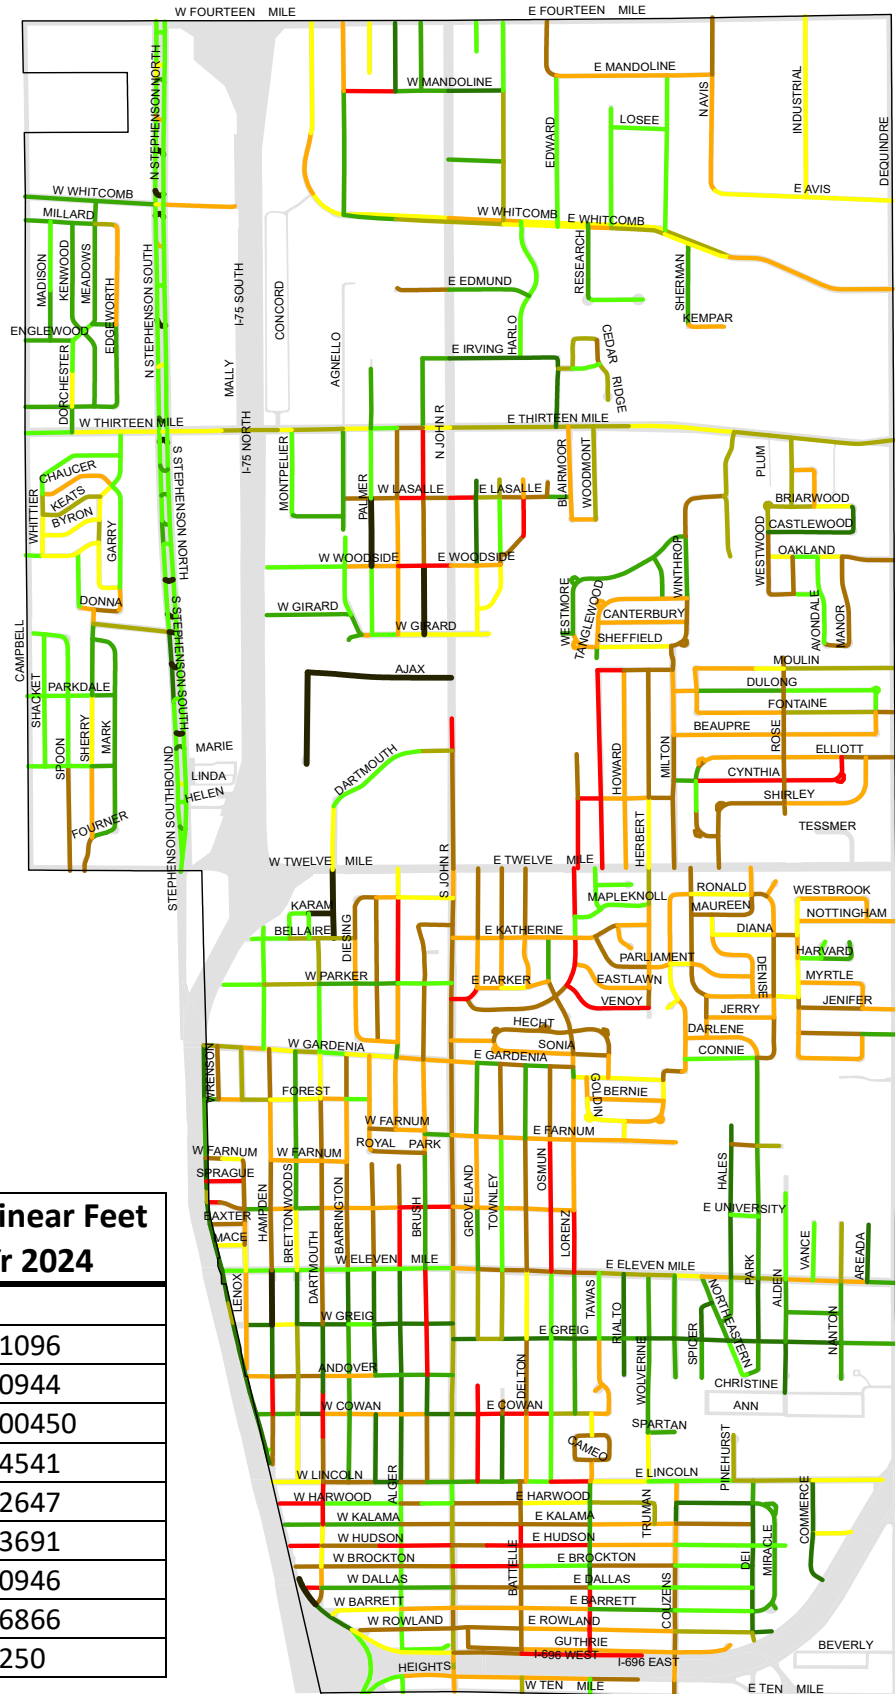 W FOURTEEN MILE
E FOURTEEN MILE
N STEPHENSON NORTH
W MANDOLINE
E MANDOLINE
EDWARD
LOSEE
N AVIS
INDUSTRIAL
DEQUINDRE
W WHITCOMB
MILLARD
E AVIS
W WHITCOMB
E WHITCOMB
MADISON
KENWOOD
MEADOWS
EDGEWORTH
N STEPHENSON SOUTH
I-75 SOUTH
CONCORD
E EDMUND
HARLO
RESEARCH
SHERMAN
KEMPAR
ENGLEWOOD
DORCHESTER
MALLY
AGNELLO
E IRVING
CEDAR RIDGE
W THIRTEEN MILE
I-75 NORTH
N JOHN R
E THIRTEEN MILE
CHAUCER
KEATS
BYRON
WHITTIER
GARRY
S STEPHENSON NORTH
MONTPELIER
PALMER
W LASALLE
E LASALLE
BLAIRMOOR
WOODMONT
PLUM
BRIARWOOD
CASTLEWOOD
OAKLAND
WESTWOOD
W WOODSIDE
E WOODSIDE
WINTHROP
DONNA
W GIRARD
W GIRARD
WESTMORE
TANGLEWOOD
CANTERBURY
SHEFFIELD
AVONDALE
MANOR
CAMPBELL
S STEPHENSON SOUTH
SHACKET
PARKDALE
AJAX
MOULIN
DULONG
FONTAINE
BEAUPRE
ROSE
SPOON
SHERRY
MARK
MARIE
LINDA
HELEN
DARTMOUTH
HOWARD
MILTON
ELLIOTT
CYNTHIA
SHIRLEY
FOURNER
STEPHENSON SOUTHBOUND
HERBERT
TESSMER
W TWELVE MILE
S JOHN R
E TWELVE MILE
KARAM
BELLAIRE
DIESING
MAPLEKNOLL
RONALD
MAUREEN
WESTBROOK
NOTTINGHAM
E KATHERINE
DIANA
HARVARD
W PARKER
E PARKER
PARLIAMENT
EASTLAWN
VENOY
DENISE
MYRTLE
JENIFER
JERRY
HECHT
SONIA
DARLENE
CONNIE
W GARDENIA
E GARDENIA
WRENSON
FOREST
GOLDIN
BERNIE
W FARNUM
E FARNUM
ROYAL PARK
W FARNUM
W FARNUM
SPRAGUE
HAMPDEN
BRETTONWOODS
DARTMOUTH
BARRINGTON
BRUSH
GROVELAND
TOWNLEY
OSMUN
LORENZ
HALES
BAXTER
MACE
E UNIVERSITY
LENOX
W ELEVEN MILE
E ELEVEN MILE
PARK
ALDEN
VANCE
AREADA
W GREIG
E GREIG
TAWAS
RIALTO
WOLVERINE
SPICER
NORTHEASTERN
NANTON
ANDOVER
DELTON
CHRISTINE
ANN
W COWAN
E COWAN
SPARTAN
CAMEO
PINEHURST
W LINCOLN
E LINCOLN
ALGER
W HARWOOD
E HARWOOD
TRUMAN
COMMERCE
W KALAMA
E KALAMA
W HUDSON
E HUDSON
DEI
MIRACLE
W BROCKTON
E BROCKTON
BATTELLE
W DALLAS
E DALLAS
W BARRETT
E BARRETT
COUZENS
W ROWLAND
E ROWLAND
GUTHRIE
I-696 WEST
I-696 EAST
BEVERLY
HEIGHTS
W TEN MILE
E TEN MILE
inear Feet
r 2024
1096
0944
00450
4541
2647
3691
0946
6866
250